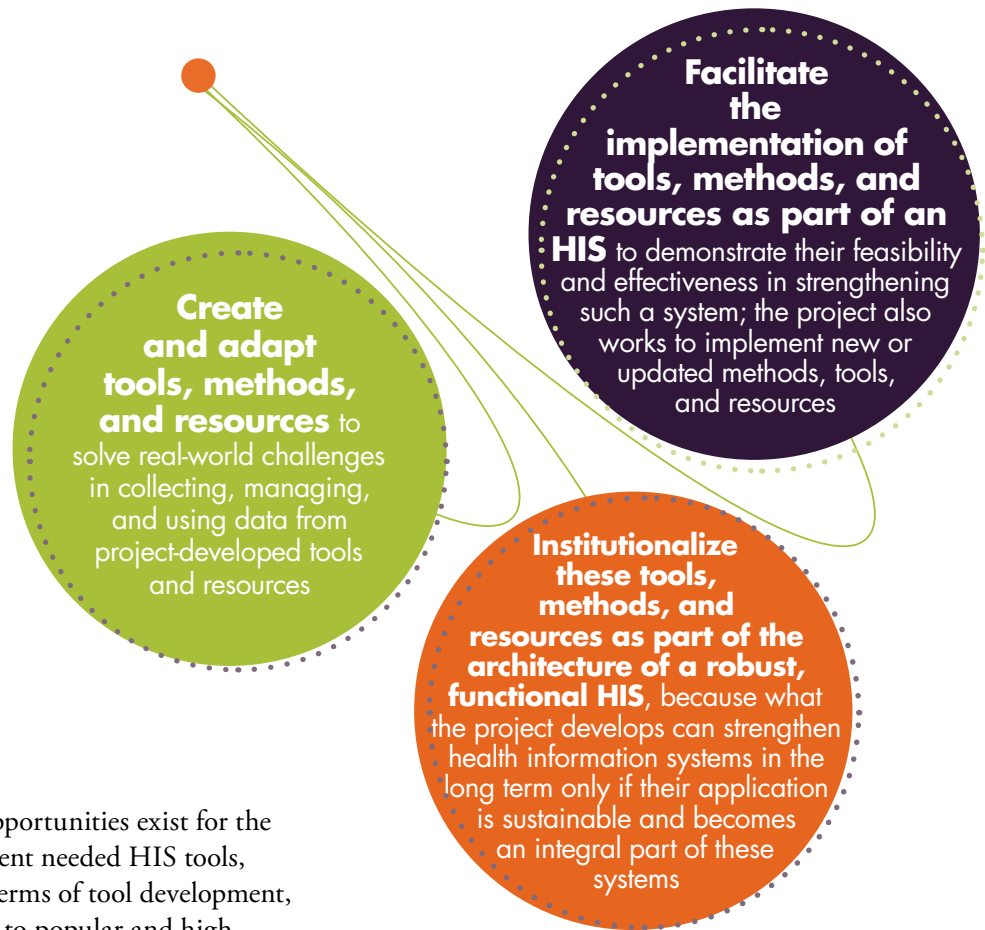 Facilitate
the
implementation of
tools, methods, and
resources as part of an
HIS to demonstrate their feasibility
and effectiveness in strengthening
such a system; the project also
works to implement new or
updated methods, tools,
and resources
Create
and adapt
tools, methods,
and resources to
solve real-world challenges
in collecting, managing,
and using data from
project-developed tools
and resources
Institutionalize
these tools,
methods, and
resources as part of the
architecture of a robust,
functional HIS, because what
the project develops can strengthen
health information systems in the
long term only if their application
is sustainable and becomes
an integral part of these
systems
exist for the
needed HIS tools,
of tool development,
to popular and high